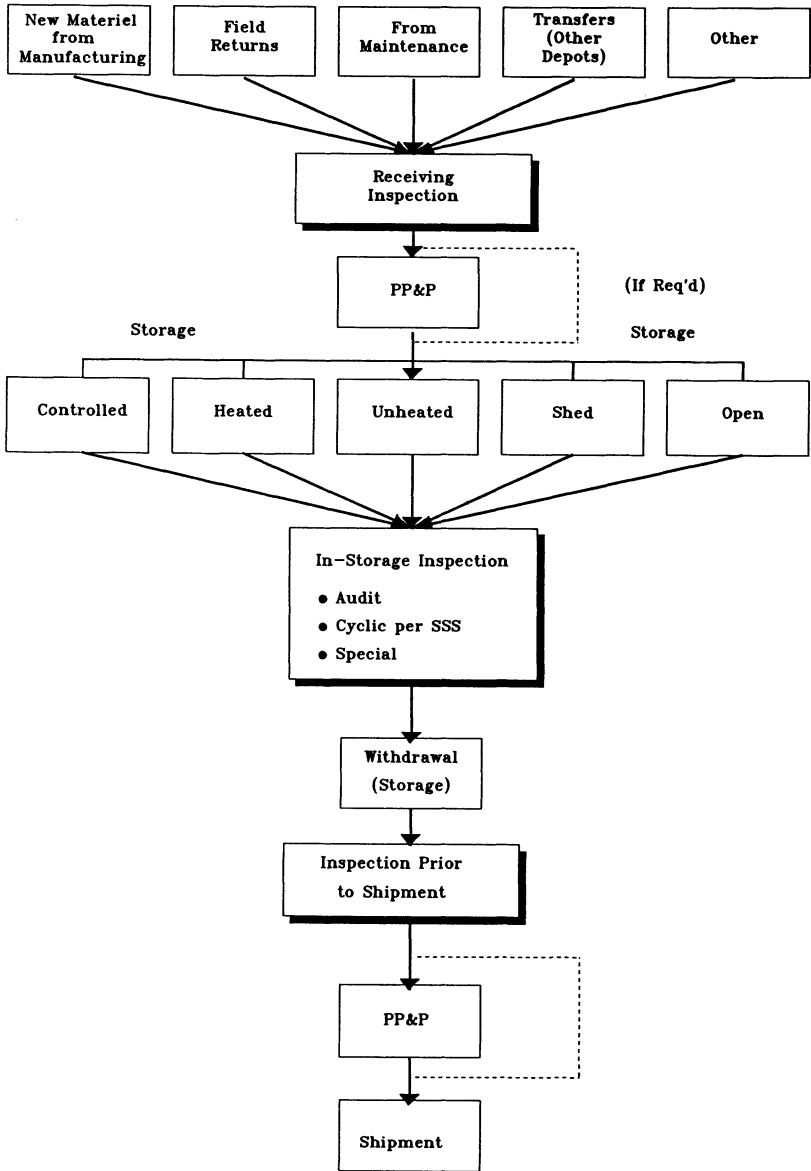 New Materiel
from
Manufacturing
Field
Returns
From
Maintenance
Transfers
(Other
Depots)
Other
Receiving
Inspection
PP&P
(If Req'd)
Storage
Storage
Controlled
Heated
Unheated
Shed
Open
In-Storage Inspection
● Audit
● Cyclic per SSS
● Special
Withdrawal
(Storage)
Inspection Prior
to Shipment
PP&P
Shipment